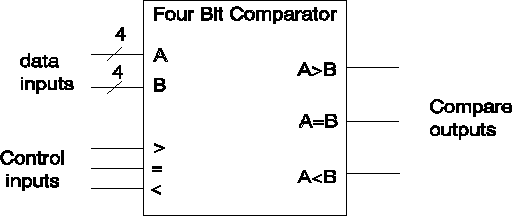 Four Bit Comparator
4
data
inputs
A
4
B
A>B
A=B
A<B
Compare
outputs
Control
inputs
>
=
<